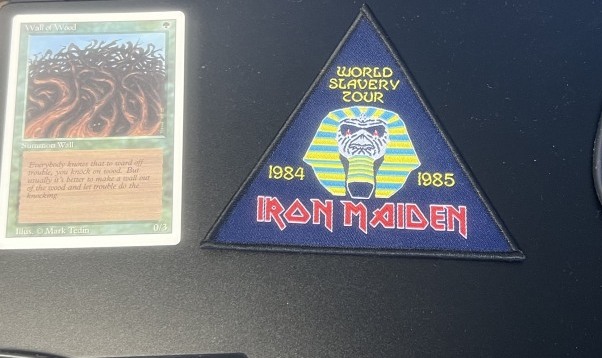 Wall of Wood
Summon Wall
Everybody knows that to ward off
trouble, you knock on wood. But
usually it's better to make a wall out
of the wood and let trouble do the
knocking.
Illus. © Mark Tedin
0/3
WORLD
SLAVERY
TOUR
1984
1985
IRON MAIDEN